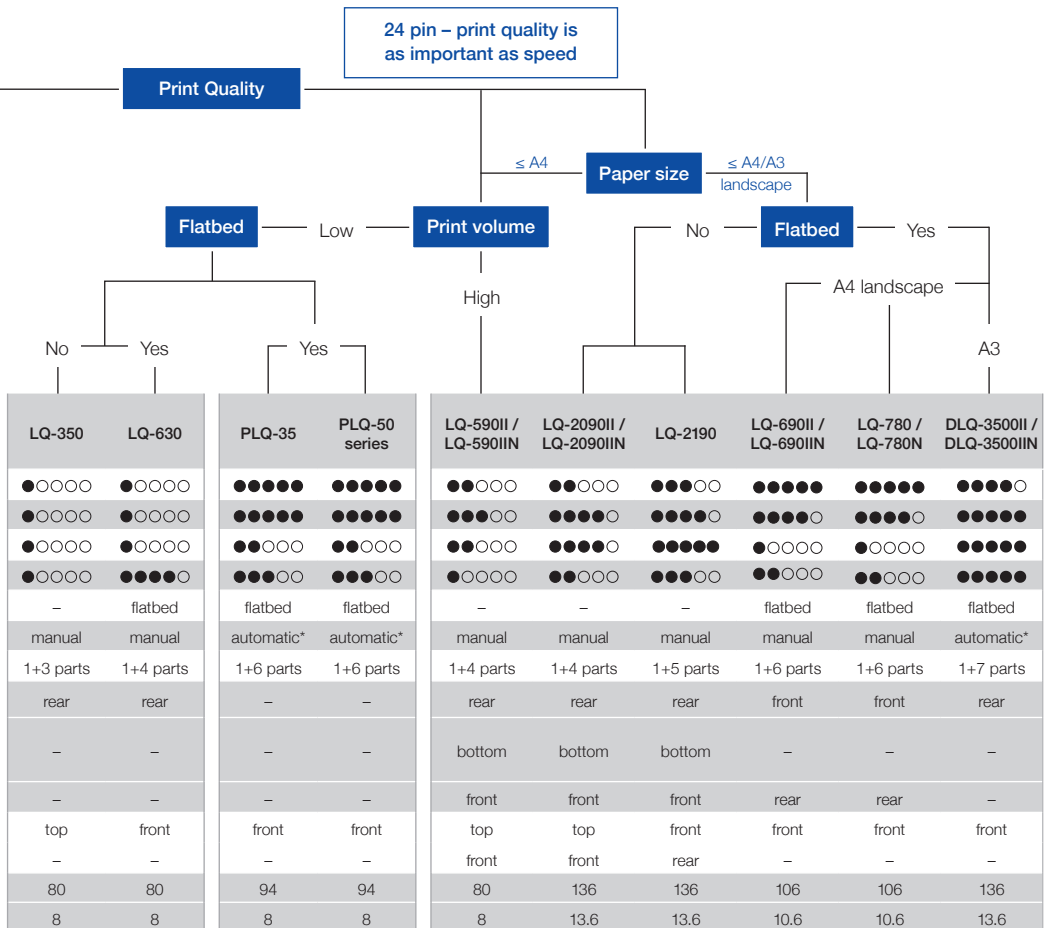 24 pin – print quality is
as important as speed
Print Quality
≤ A4
Paper size
≤ A4/A3
landscape
Flatbed
Low
Print volume
No
Flatbed
Yes
High
A4 landscape
No
Yes
Yes
A3
LQ-350
LQ-630
PLQ-35
PLQ-50
series
LQ-590II /
LQ-590IIN
LQ-2090II /
LQ-2090IIN
LQ-2190
LQ-690II /
LQ-690IIN
LQ-780 /
LQ-780N
DLQ-3500II /
DLQ-3500IIN
●○○○○ ●○○○○ ●●●●● ●●●●● ●●○○○ ●●○○○ ●●●○○ ●●●●● ●●●●● ●●●●○
●○○○○ ●○○○○ ●●●●● ●●●●● ●●●○○ ●●●●○ ●●●●○ ●●●●○ ●●●●○ ●●●●●
●○○○○ ●○○○○ ●●○○○ ●●○○○ ●●○○○ ●●●●○ ●●●●● ●○○○○ ●○○○○ ●●●●●
●○○○○ ●●●●○ ●●●○○ ●●●○○ ●○○○○ ●●○○○ ●●●○○ ●●○○○ ●●○○○ ●●●●●
– flatbed flatbed flatbed – – – flatbed flatbed flatbed
manual manual automatic* automatic* manual manual manual manual manual automatic*
1+3 parts 1+4 parts 1+6 parts 1+6 parts 1+4 parts 1+4 parts 1+5 parts 1+6 parts 1+6 parts 1+7 parts
rear rear – – rear rear rear front front rear
– – – – bottom bottom bottom – – –
– – – – front front front rear rear –
top front front front top top front front front front
– – – – front front rear – – –
80 80 94 94 80 136 136 106 106 136
8 8 8 8 8 13.6 13.6 10.6 10.6 13.6